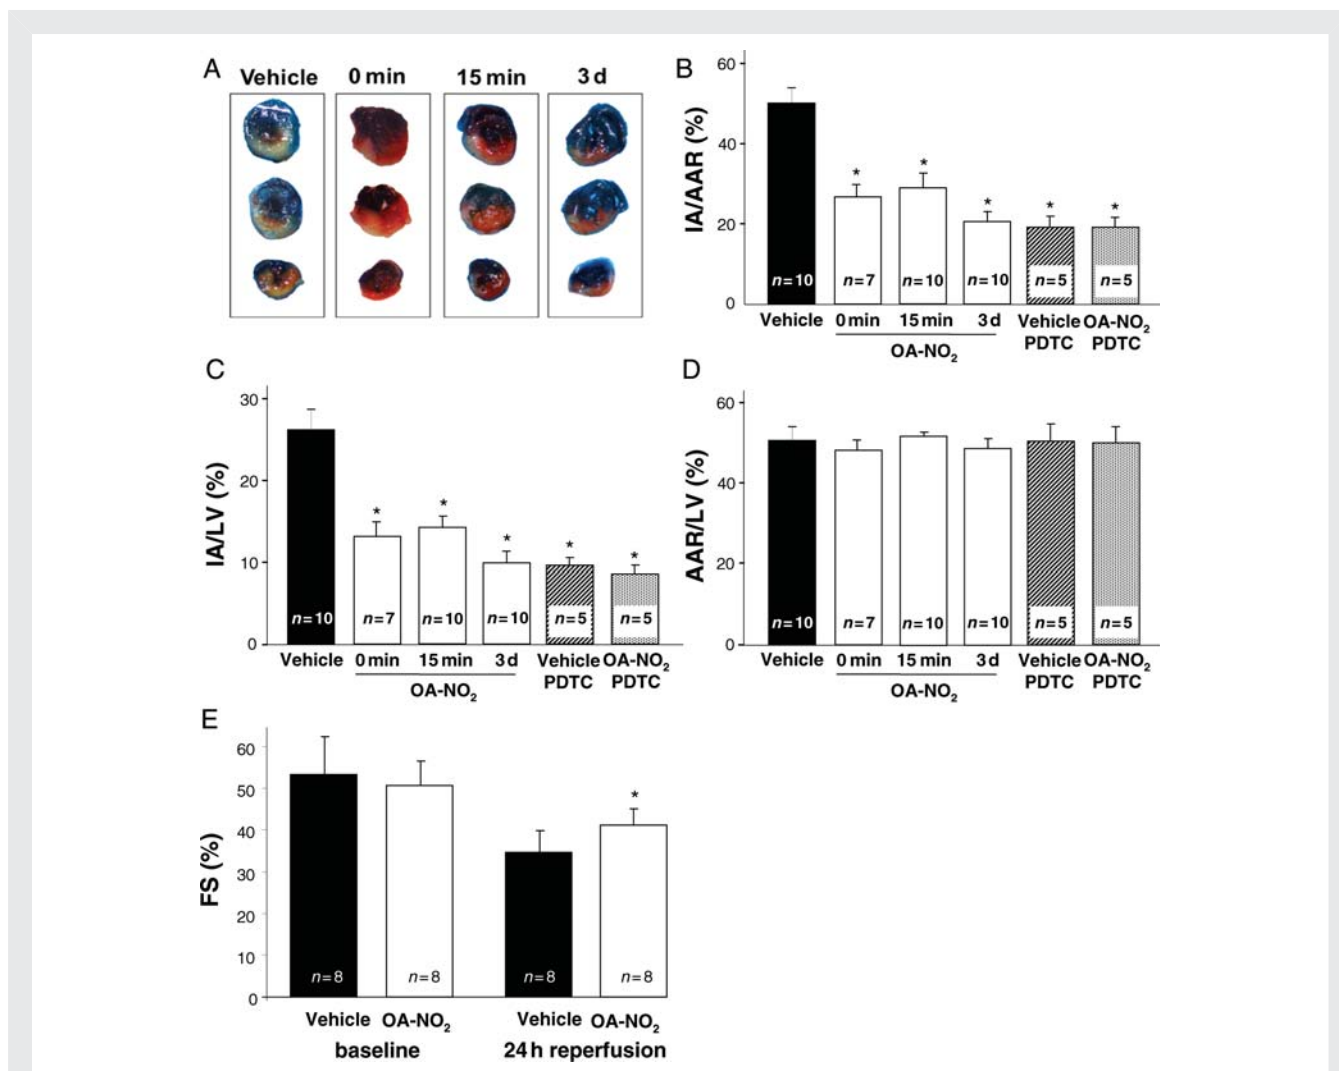 A
Vehicle 0 min 15 min 3 d
B
IA/AAR (%)
60
40
20
0
* * * * *
n=10 n=7 n=10 n=10 n=5 n=5
Vehicle 0 min 15 min 3 d Vehicle OA-NO₂
PDTC PDTC
OA-NO₂
C
IA/LV (%)
30
20
10
0
* * * * *
n=10 n=7 n=10 n=10 n=5 n=5
Vehicle 0 min 15 min 3 d Vehicle OA-NO₂
PDTC PDTC
OA-NO₂
D
AAR/LV (%)
60
40
20
0
n=10 n=7 n=10 n=10 n=5 n=5
Vehicle 0 min 15 min 3 d Vehicle OA-NO₂
PDTC PDTC
OA-NO₂
E
FS (%)
60
50
40
30
20
10
0
*
n=8 n=8 n=8 n=8
Vehicle OA-NO₂ Vehicle OA-NO₂
baseline 24 h reperfusion